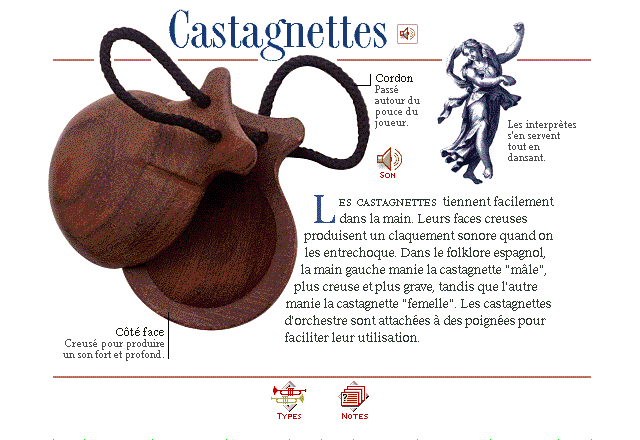 Castagnettes
Cordon
Passé
autour du
pouce du
joueur.
Les interprètes
s'en servent
tout en
dansant.
Son
Les castagnettes tiennent facilement
dans la main. Leurs faces creuses
produisent un claquement sonore quand on
les entrechoque. Dans le folklore espagnol,
la main gauche manie la castagnette "mâle",
plus creuse et plus grave, tandis que l'autre
manie la castagnette "femelle". Les castagnettes
d'orchestre sont attachées à des poignées pour
faciliter leur utilisation.
Côté face
Creusé pour produire
un son fort et profond.
Types
Notes